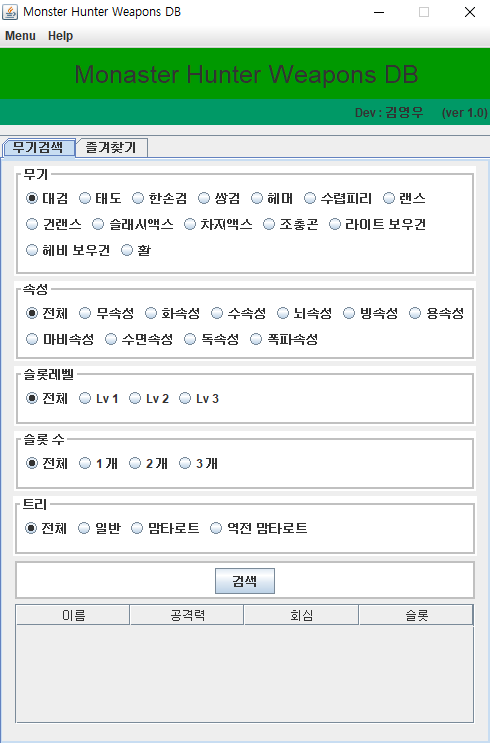 Monster Hunter Weapons DB
Menu Help
Monaster Hunter Weapons DB
Dev : 김영우 (ver 1.0)
무기검색 즐겨찾기
무기
대검 태도 한손검 쌍검 헤머 수렵피리 랜스
건랜스 슬래시액스 차지액스 조충곤 라이트 보우건
헤비 보우건 활
속성
전체 무속성 화속성 수속성 뇌속성 빙속성 용속성
마비속성 수면속성 독속성 폭파속성
슬롯레벨
전체 Lv 1 Lv 2 Lv 3
슬롯 수
전체 1개 2개 3개
트리
전체 일반 맘타로트 역전 맘타로트
검색
이름 공격력 회심 슬롯